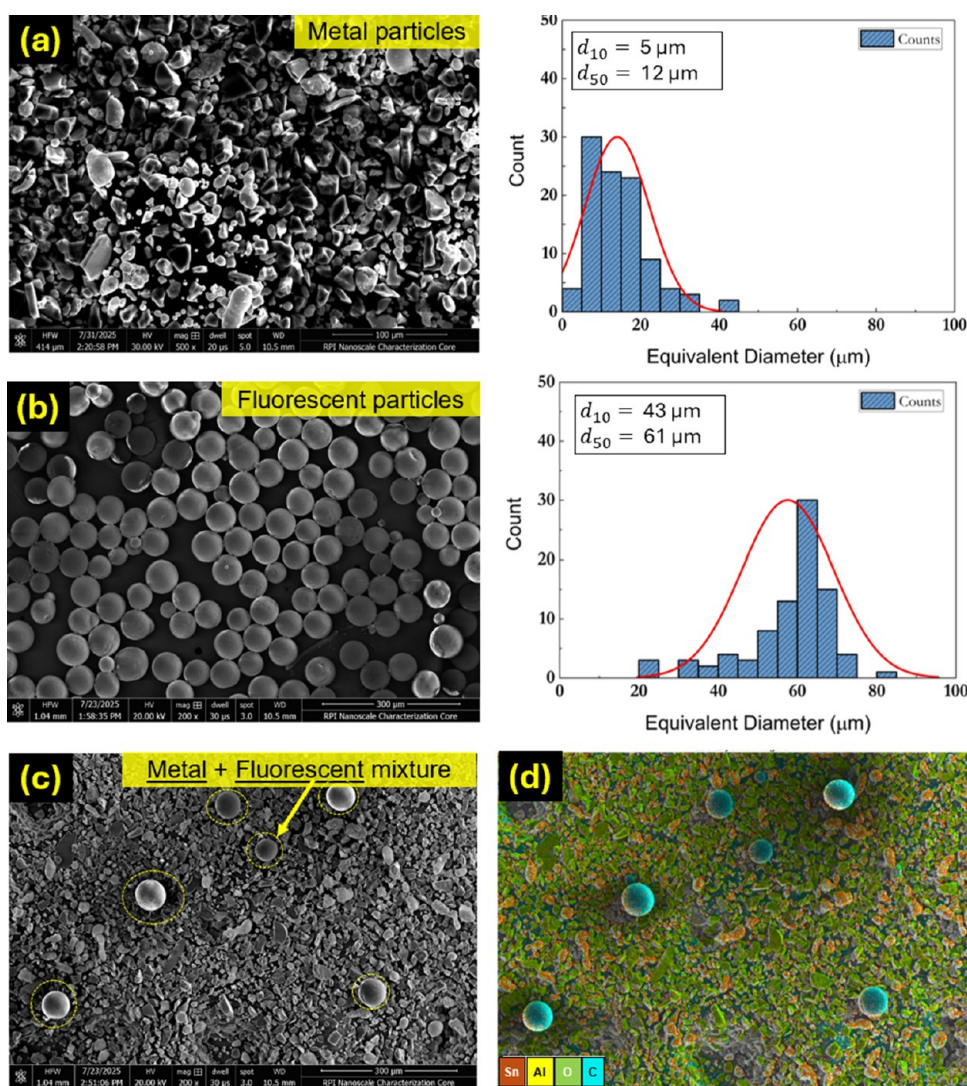 (a)
Metal particles
HFW
414 µm
7/31/2025
2:20:58 PM
HV
30.00 kV
mag
500 x
dwell
20 µs
spot
5.0
WD
10.5 mm
100 µm
RPI Nanoscale Characterization Core
d10 = 5 µm
d50 = 12 µm
Counts
50
40
30
20
10
0
Count
0 20 40 60 80 100
Equivalent Diameter (µm)
(b)
Fluorescent particles
HFW
1.04 mm
7/23/2025
1:58:35 PM
HV
20.00 kV
mag
200 x
dwell
30 µs
spot
3.0
WD
10.5 mm
300 µm
RPI Nanoscale Characterization Core
d10 = 43 µm
d50 = 61 µm
Counts
50
40
30
20
10
0
Count
0 20 40 60 80 100
Equivalent Diameter (µm)
(c)
Metal + Fluorescent mixture
HFW
1.04 mm
7/23/2025
2:51:06 PM
HV
20.00 kV
mag
200 x
dwell
30 µs
spot
3.0
WD
10.5 mm
300 µm
RPI Nanoscale Characterization Core
(d)
Sn Al O C